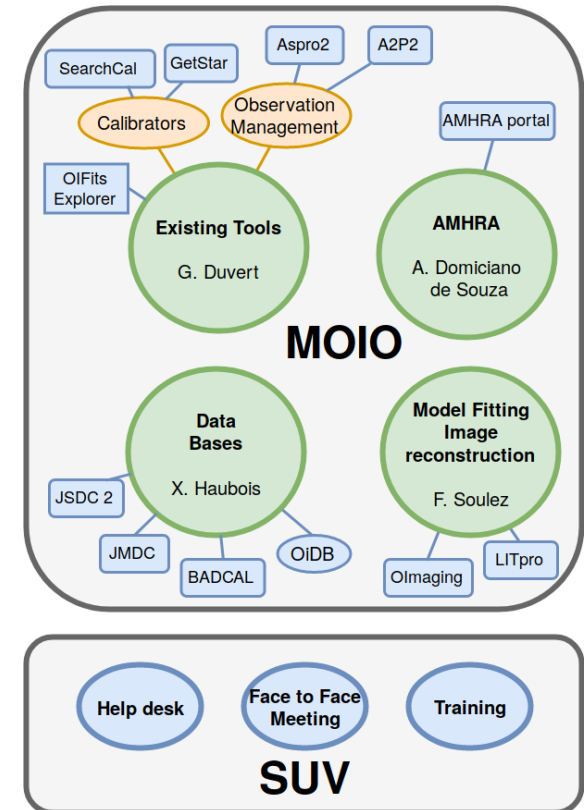 Aspro2
A2P2
SearchCal
GetStar
Calibrators
Observation
Management
AMHRA portal
OIFits
Explorer
Existing Tools
G. Duvert
AMHRA
A. Domiciano
de Souza
MOIO
Data
Bases
X. Haubois
Model Fitting
Image
reconstruction
F. Soulez
JSDC 2
JMDC
BADCAL
OiDB
OImaging
LITpro
Help desk
Face to Face
Meeting
Training
SUV